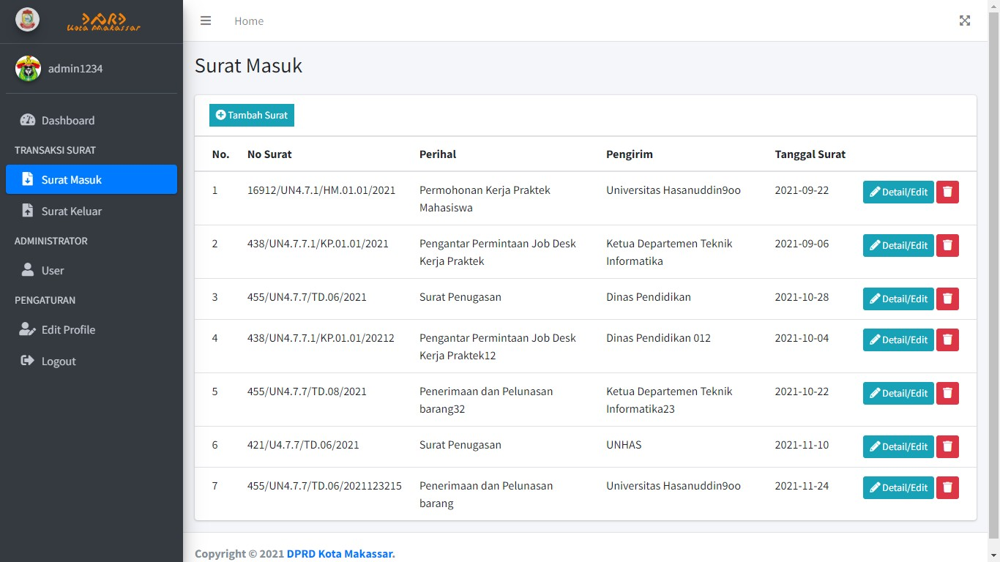 DPRD
Kota Makassar
admin1234
Dashboard
TRANSAKSI SURAT
Surat Masuk
Surat Keluar
ADMINISTRATOR
User
PENGATURAN
Edit Profile
Logout
Home
Surat Masuk
Tambah Surat
No. No Surat Perihal Pengirim Tanggal Surat
1 16912/UN4.7.1/HM.01.01/2021 Permohonan Kerja Praktek Universitas Hasanuddin9oo 2021-09-22 Detail/Edit
Mahasiswa
2 438/UN4.7.7.1/KP.01.01/2021 Pengantar Permintaan Job Desk Ketua Departemen Teknik 2021-09-06 Detail/Edit
Kerja Praktek Informatika
3 455/UN4.7.7/TD.06/2021 Surat Penugasan Dinas Pendidikan 2021-10-28 Detail/Edit
4 438/UN4.7.7.1/KP.01.01/20212 Pengantar Permintaan Job Desk Dinas Pendidikan 012 2021-10-04 Detail/Edit
Kerja Praktek12
5 455/UN4.7.7/TD.08/2021 Penerimaan dan Pelunasan Ketua Departemen Teknik 2021-10-22 Detail/Edit
barang32 Informatika23
6 421/U4.7.7/TD.06/2021 Surat Penugasan UNHAS 2021-11-10 Detail/Edit
7 455/UN4.7.7/TD.06/2021123215 Penerimaan dan Pelunasan Universitas Hasanuddin9oo 2021-11-24 Detail/Edit
barang
Copyright © 2021 DPRD Kota Makassar.